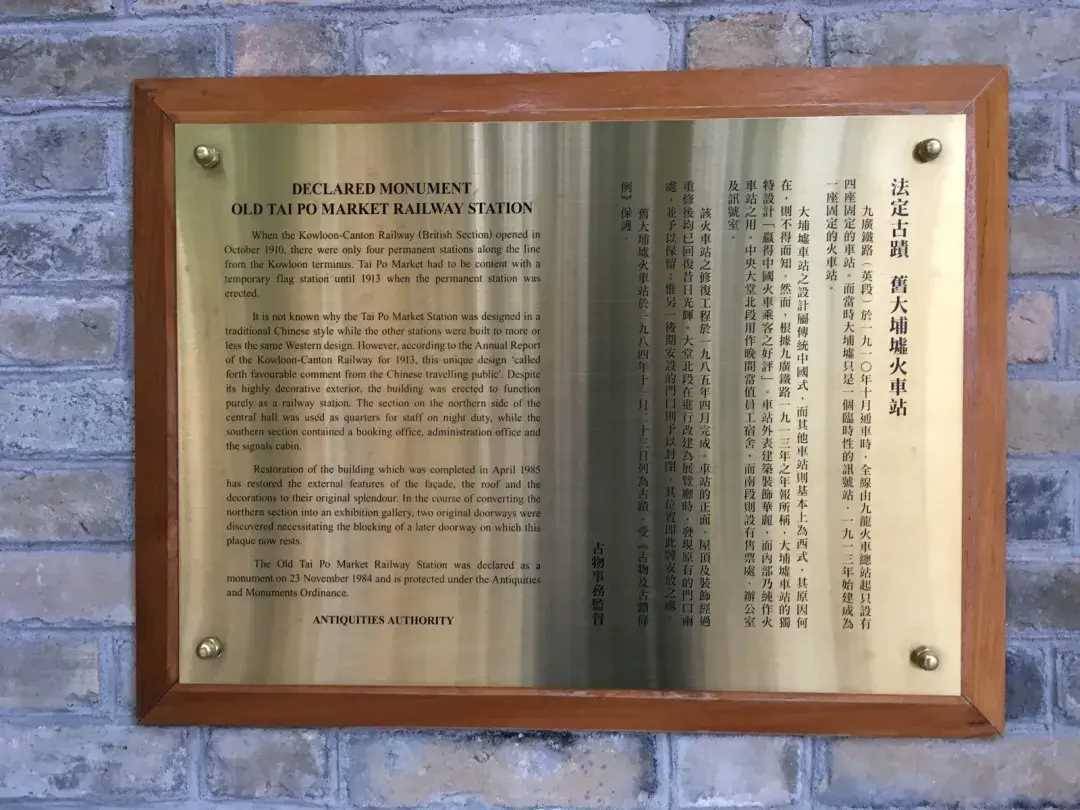 DECLARED MONUMENT
OLD TAI PO MARKET RAILWAY STATION
When the Kowloon-Canton Railway (British Section) opened in
October 1910, there were only four permanent stations along the line
from the Kowloon terminus. Tai Po Market had to be content with a
temporary flag station until 1913 when the permanent station was
erected.
It is not known why the Tai Po Market Station was designed in a
traditional Chinese style while the other stations were built to more or
less the same Western design. However, according to the Annual Report
of the Kowloon-Canton Railway for 1913, this unique design 'called
forth favourable comment from the Chinese travelling public'. Despite
its highly decorative exterior, the building was erected to function
purely as a railway station. The section on the northern side of the
central hall was used as quarters for staff on night duty, while the
southern section contained a booking office, administration office and
the signals cabin.
Restoration of the building which was completed in April 1985
has restored the external features of the façade, the roof and the
decorations to their original splendour. In the course of converting the
northern section into an exhibition gallery, two original doorways were
discovered necessitating the blocking of a later doorway on which this
plaque now rests.
The Old Tai Po Market Railway Station was declared as a
monument on 23 November 1984 and is protected under the Antiquities
and Monuments Ordinance.
ANTIQUITIES AUTHORITY
法定古蹟 舊大埔墟火車站
九廣鐵路（英段）於一九一〇年十月通車時，全線由九龍火車總站起只設有
四座固定的車站。而當時大埔墟只是一個臨時性的訊號站，一九一三年始建成為
一座固定的火車站。
大埔墟車站之設計屬傳統中國式，而其他車站則基本上為西式，其原因何
在，則不得而知。然而，根據九廣鐵路一九一三年之年報所稱，大埔墟車站的獨
特設計「贏得中國火車乘客之好評」。車站外表建築裝飾華麗，而內部乃純作火
車站之用。中央大堂北段用作晚間當值員工宿舍，而南段則設有售票處、辦公室
及訊號室。
該火車站之修復工程於一九八五年四月完成。車站的正面、屋頂及裝飾經過
重修後均已回復昔日光輝。大堂北段在進行改建為展覽廳時，發現原有的門口兩
處，並予以保留；惟另一後期安設的門口則予以封閉，其位置即此牌安放之處。
舊大埔墟火車站於一九八四年十一月二十三日列為古蹟，受《古物及古蹟條
例》保護。
古物事務監督